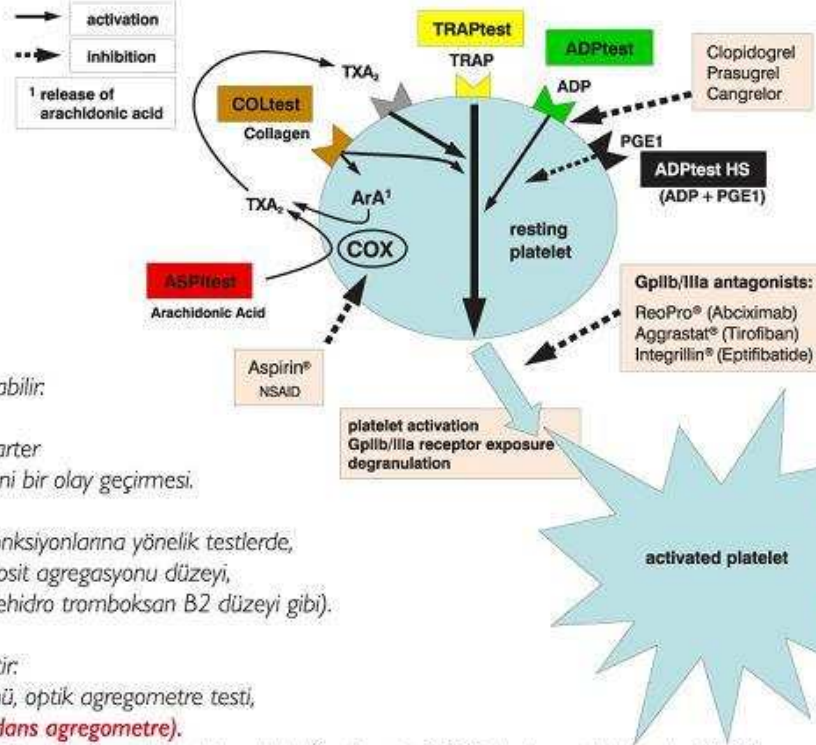 activation
inhibition
¹ release of
arachidonic acid
TRAPtest
TRAP
ADPtest
ADP
Clopidogrel
Prasugrel
Cangrelor
TXA₂
COLtest
Collagen
PGE1
ADPtest HS
(ADP + PGE1)
TXA₂
ArA¹
COX
resting
platelet
ASPItest
Arachidonic Acid
GpIIb/IIIa antagonists:
ReoPro® (Abciximab)
Aggrastat® (Tirofiban)
Integrillin® (Eptifibatide)
Aspirin®
NSAID
platelet activation
GpIIb/IIIa receptor exposure
degranulation
activated platelet
abilir:
arter
ni bir olay geçirmesi.
nksiyonlarına yönelik testlerde,
osit agregasyonu düzeyi,
ehidro tromboksan B2 düzeyi gibi).
tir:
nü, optik agregometre testi,
dans agregometre).